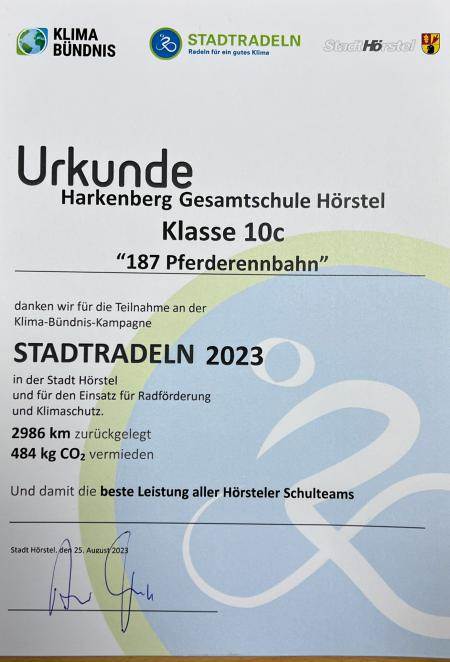 KLIMA
BÜNDNIS
STADTRADELN
Radeln für ein gutes Klima
Stadt Hörstel
Urkunde
Harkenberg Gesamtschule Hörstel
Klasse 10c
“187 Pferderennbahn”
danken wir für die Teilnahme an der
Klima-Bündnis-Kampagne
STADTRADELN 2023
in der Stadt Hörstel
und für den Einsatz für Radförderung
und Klimaschutz.
2986 km zurückgelegt
484 kg CO₂ vermieden
Und damit die beste Leistung aller Hörsteler Schulteams
Stadt Hörstel, den 25. August 2023